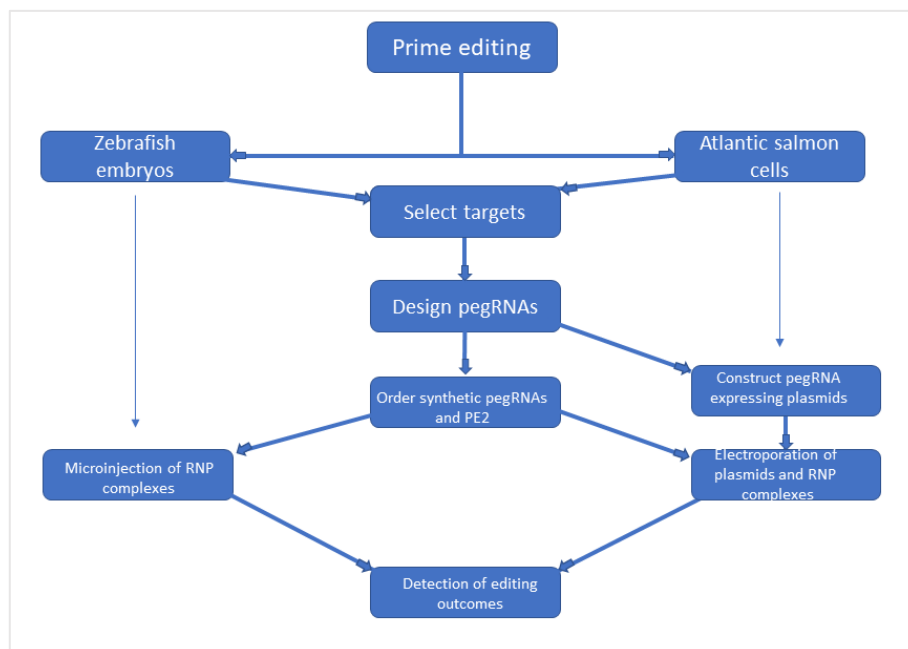 Prime editing
Zebrafish
embryos
Atlantic salmon
cells
Select targets
Design pegRNAs
Order synthetic pegRNAs
and PE2
Construct pegRNA
expressing plasmids
Microinjection of RNP
complexes
Electroporation of
plasmids and RNP
complexes
Detection of editing
outcomes